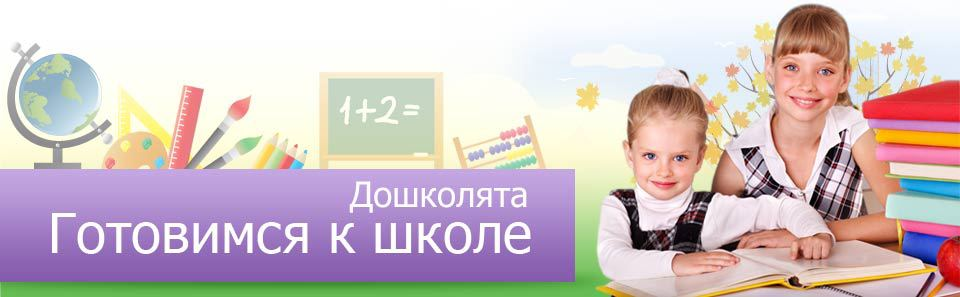 1+2=
Дошколята
Готовимся к школе